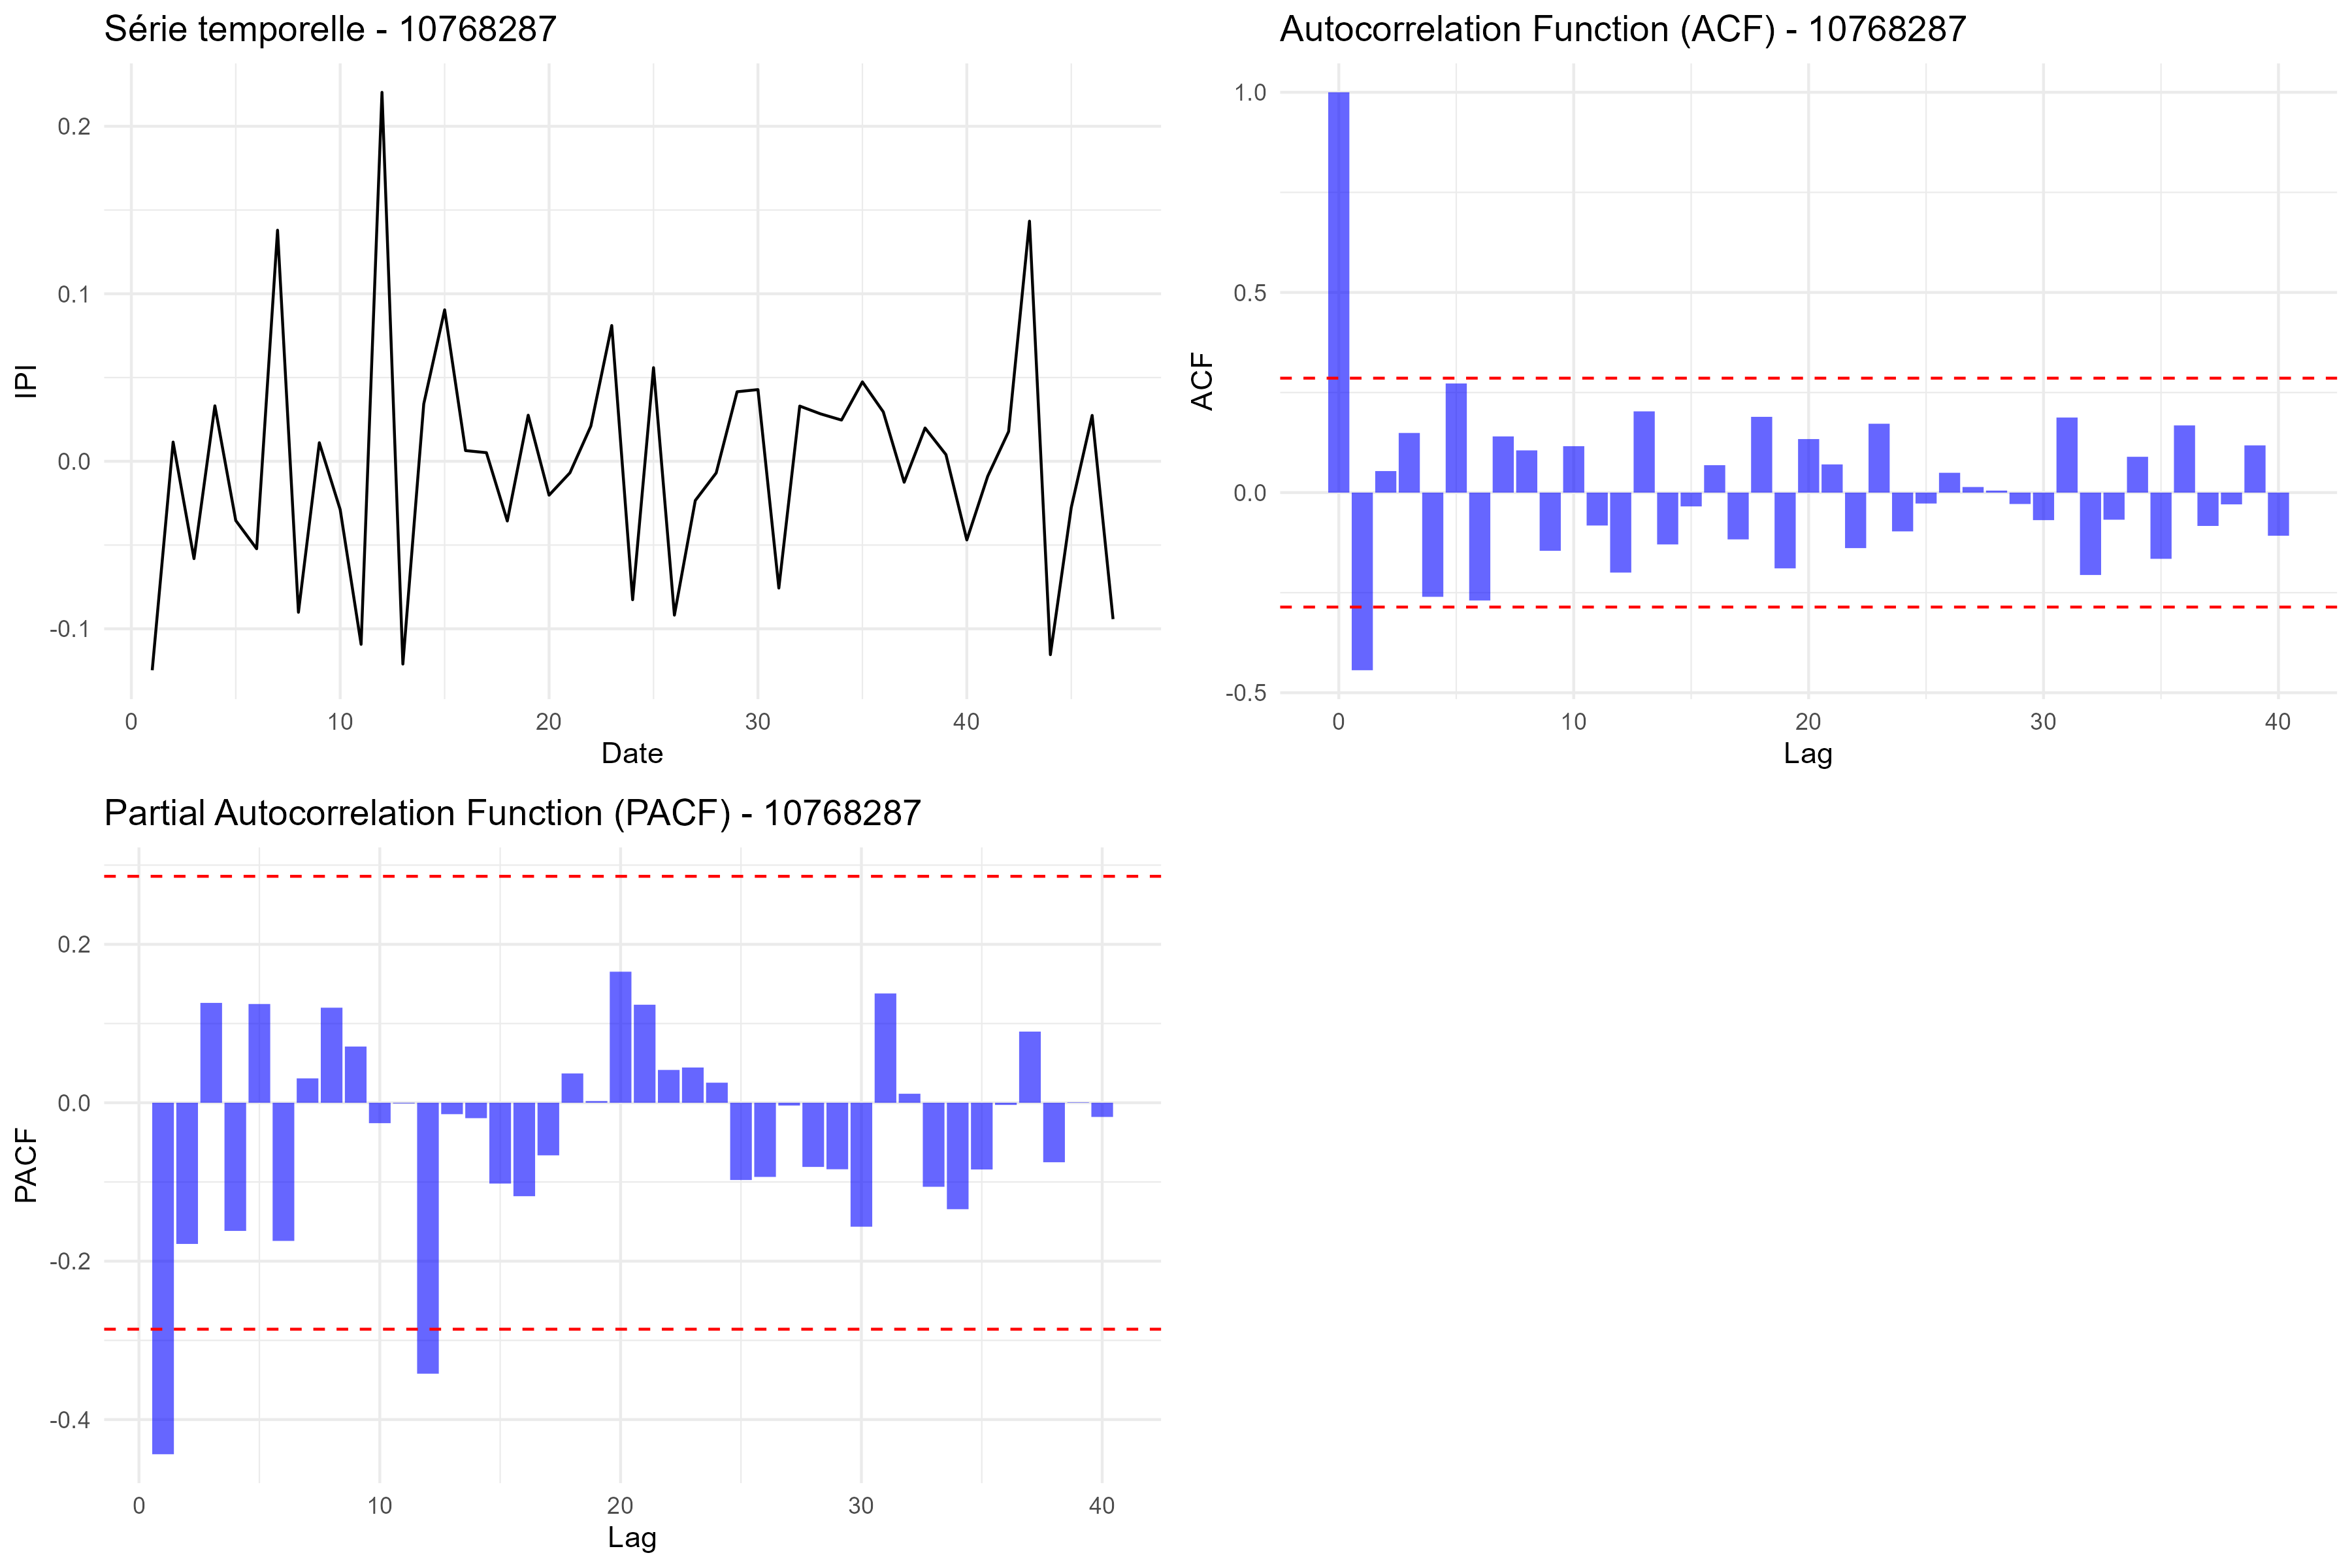 Série temporelle - 10768287
0.2
0.1
0.0
-0.1
IPI
0 10 20 30 40
Date
Autocorrelation Function (ACF) - 10768287
1.0
0.5
0.0
-0.5
ACF
0 10 20 30 40
Lag
Partial Autocorrelation Function (PACF) - 10768287
0.2
0.0
-0.2
-0.4
PACF
0 10 20 30 40
Lag